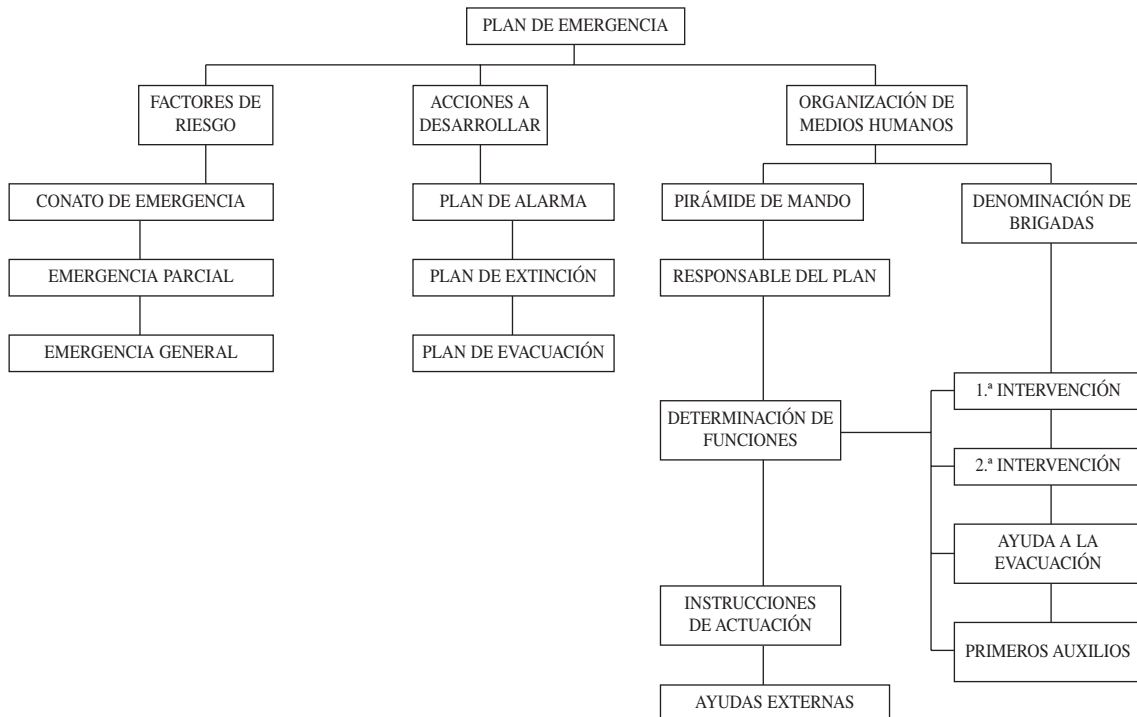 PLAN DE EMERGENCIA
FACTORES DE
RIESGO
ACCIONES A
DESARROLLAR
ORGANIZACIÓN DE
MEDIOS HUMANOS
CONATO DE EMERGENCIA
PLAN DE ALARMA
PIRÁMIDE DE MANDO
DENOMINACIÓN DE
BRIGADAS
EMERGENCIA PARCIAL
PLAN DE EXTINCIÓN
RESPONSABLE DEL PLAN
EMERGENCIA GENERAL
PLAN DE EVACUACIÓN
1.ª INTERVENCIÓN
DETERMINACIÓN DE
FUNCIONES
2.ª INTERVENCIÓN
AYUDA A LA
EVACUACIÓN
INSTRUCCIONES
DE ACTUACIÓN
PRIMEROS AUXILIOS
AYUDAS EXTERNAS